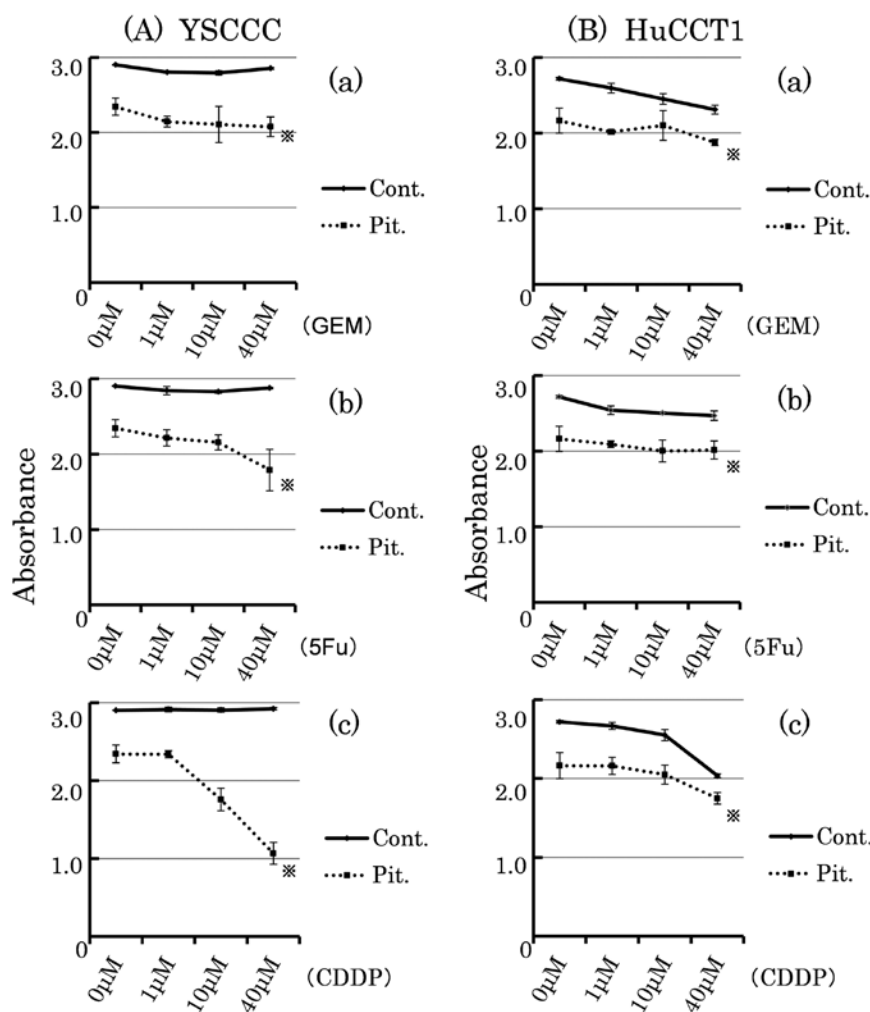 (A) YSCCC
(a)
3.0
2.0
1.0
0
Cont.
Pit.
※
0μM 1μM 10μM 40μM (GEM)
(b)
3.0
2.0
1.0
0
Cont.
Pit.
※
0μM 1μM 10μM 40μM (5Fu)
Absorbance
(c)
3.0
2.0
1.0
0
Cont.
Pit.
※
0μM 1μM 10μM 40μM (CDDP)
(B) HuCCT1
(a)
3.0
2.0
1.0
0
Cont.
Pit.
※
0μM 1μM 10μM 40μM (GEM)
(b)
3.0
2.0
1.0
0
Cont.
Pit.
※
0μM 1μM 10μM 40μM (5Fu)
Absorbance
(c)
3.0
2.0
1.0
0
Cont.
Pit.
※
0μM 1μM 10μM 40μM (CDDP)